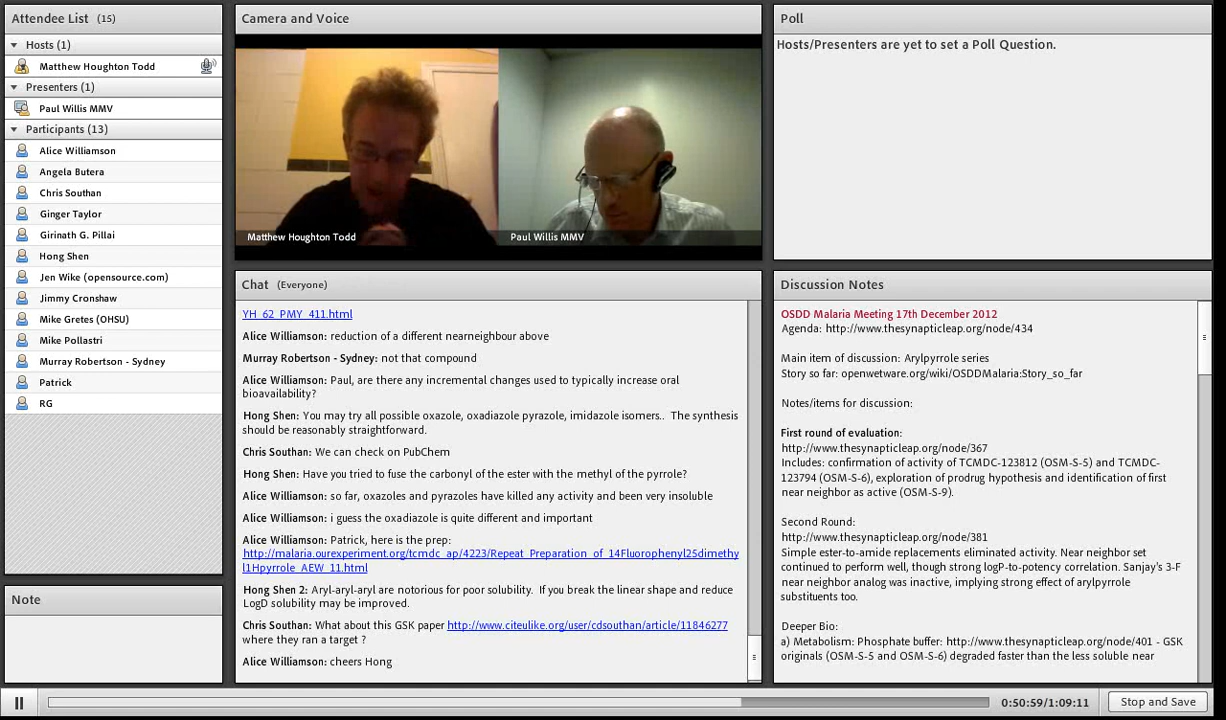 Attendee List (15)
Hosts (1)
Matthew Houghton Todd
Presenters (1)
Paul Willis MMV
Participants (13)
Alice Williamson
Angela Butera
Chris Southan
Ginger Taylor
Girinath G. Pillai
Hong Shen
Jen Wike (opensource.com)
Jimmy Cronshaw
Mike Gretes (OHSU)
Mike Pollastri
Murray Robertson - Sydney
Patrick
RG
Note
Camera and Voice
Matthew Houghton Todd
Paul Willis MMV
Chat (Everyone)
YH_62_PMY_411.html
Alice Williamson: reduction of a different nearneighbour above
Murray Robertson - Sydney: not that compound
Alice Williamson: Paul, are there any incremental changes used to typically increase oral
bioavailability?
Hong Shen: You may try all possible oxazole, oxadiazole pyrazole, imidazole isomers.. The synthesis
should be reasonably straightforward.
Chris Southan: We can check on PubChem
Hong Shen: Have you tried to fuse the carbonyl of the ester with the methyl of the pyrrole?
Alice Williamson: so far, oxazoles and pyrazoles have killed any activity and been very insoluble
Alice Williamson: i guess the oxadiazole is quite different and important
Alice Williamson: Patrick, here is the prep:
http://malaria.ourexperiment.org/tcmdc_ap/4223/Repeat_Preparation_of_14Fluorophenyl25dimethy
l1Hpyrrole_AEW_11.html
Hong Shen 2: Aryl-aryl-aryl are notorious for poor solubility. If you break the linear shape and reduce
LogD solubility may be improved.
Chris Southan: What about this GSK paper http://www.citeulike.org/user/cdsouthan/article/11846277
where they ran a target ?
Alice Williamson: cheers Hong
Poll
Hosts/Presenters are yet to set a Poll Question.
Discussion Notes
OSDD Malaria Meeting 17th December 2012
Agenda: http://www.thesynapticleap.org/node/434
Main item of discussion: Arylpyrrole series
Story so far: openwetware.org/wiki/OSDDMalaria:Story_so_far
Notes/items for discussion:
First round of evaluation:
http://www.thesynapticleap.org/node/367
Includes: confirmation of activity of TCMDC-123812 (OSM-S-5) and TCMDC-
123794 (OSM-S-6), exploration of prodrug hypothesis and identification of first
near neighbor as active (OSM-S-9).
Second Round:
http://www.thesynapticleap.org/node/381
Simple ester-to-amide replacements eliminated activity. Near neighbor set
continued to perform well, though strong logP-to-potency correlation. Sanjay's 3-F
near neighbor analog was inactive, implying strong effect of arylpyrrole
substituents too.
Deeper Bio:
a) Metabolism: Phosphate buffer: http://www.thesynapticleap.org/node/401 - GSK
originals (OSM-S-5 and OSM-S-6) degraded faster than the less soluble near
0:50:59/1:09:11
Stop and Save